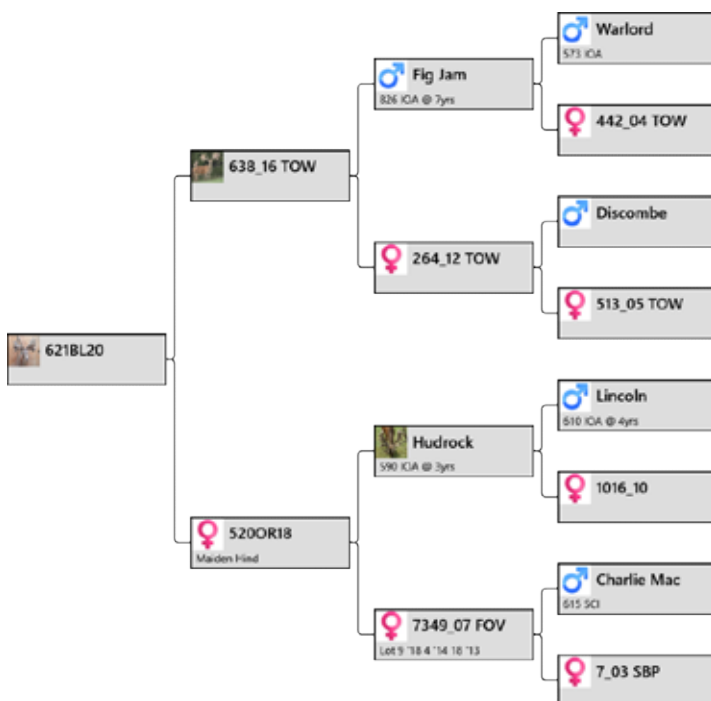 Warlord
573 IOA
Fig Jam
826 IOA @ 7yrs
442_04 TOW
638_16 TOW
Discombe
264_12 TOW
513_05 TOW
621BL20
Lincoln
610 IOA @ 4yrs
Hudrock
590 IOA @ 3yrs
1016_10
520OR18
Maiden Hind
Charlie Mac
615 SCI
7349_07 FOV
Lot 9 '18 4 '14 18 '13
7_03 SBP